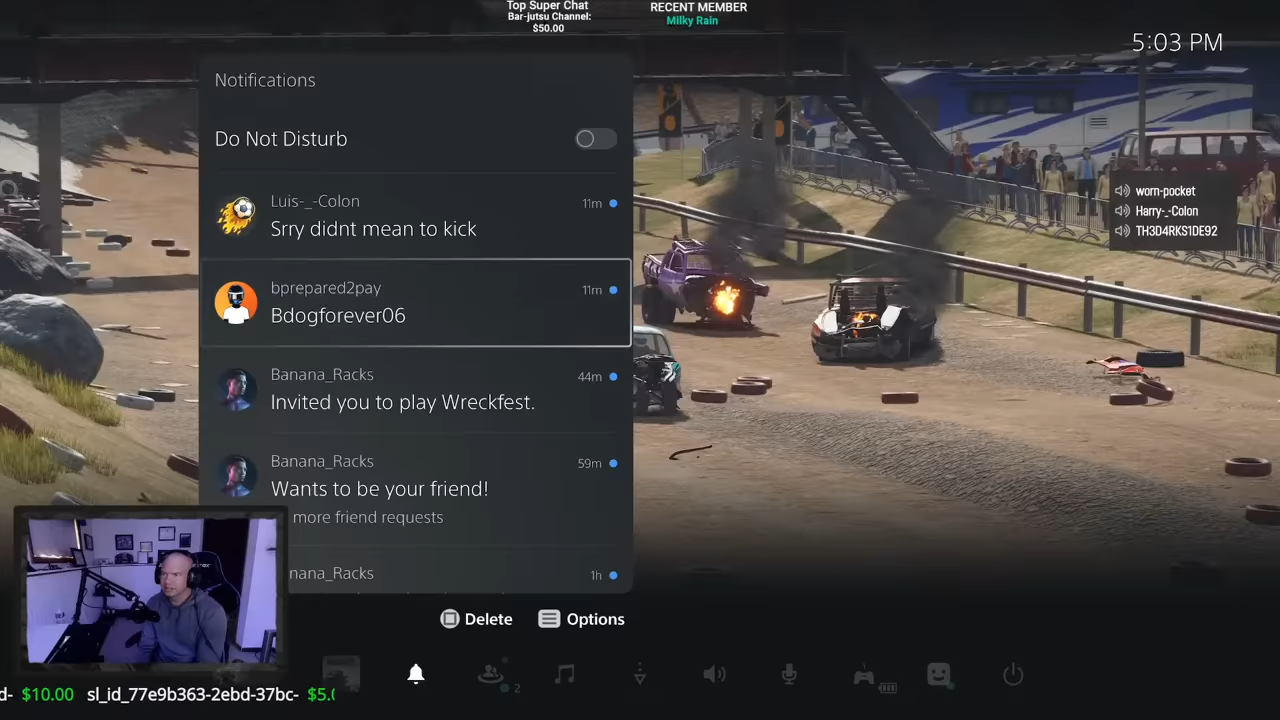 Top Super Chat
Bar-jutsu Channel:
$50.00
RECENT MEMBER
Milky Rain
5:03 PM
Notifications
Do Not Disturb
Luis-_-Colon
11m
Srry didnt mean to kick
bprepared2pay
11m
Bdogforever06
Banana_Racks
44m
Invited you to play Wreckfest.
Banana_Racks
59m
Wants to be your friend!
more friend requests
nana_Racks
1h
worn-pocket
Harry-_-Colon
TH3D4RKS1DE92
Delete
Options
2
d- $10.00 sl_id_77e9b363-2ebd-37bc- $5.0